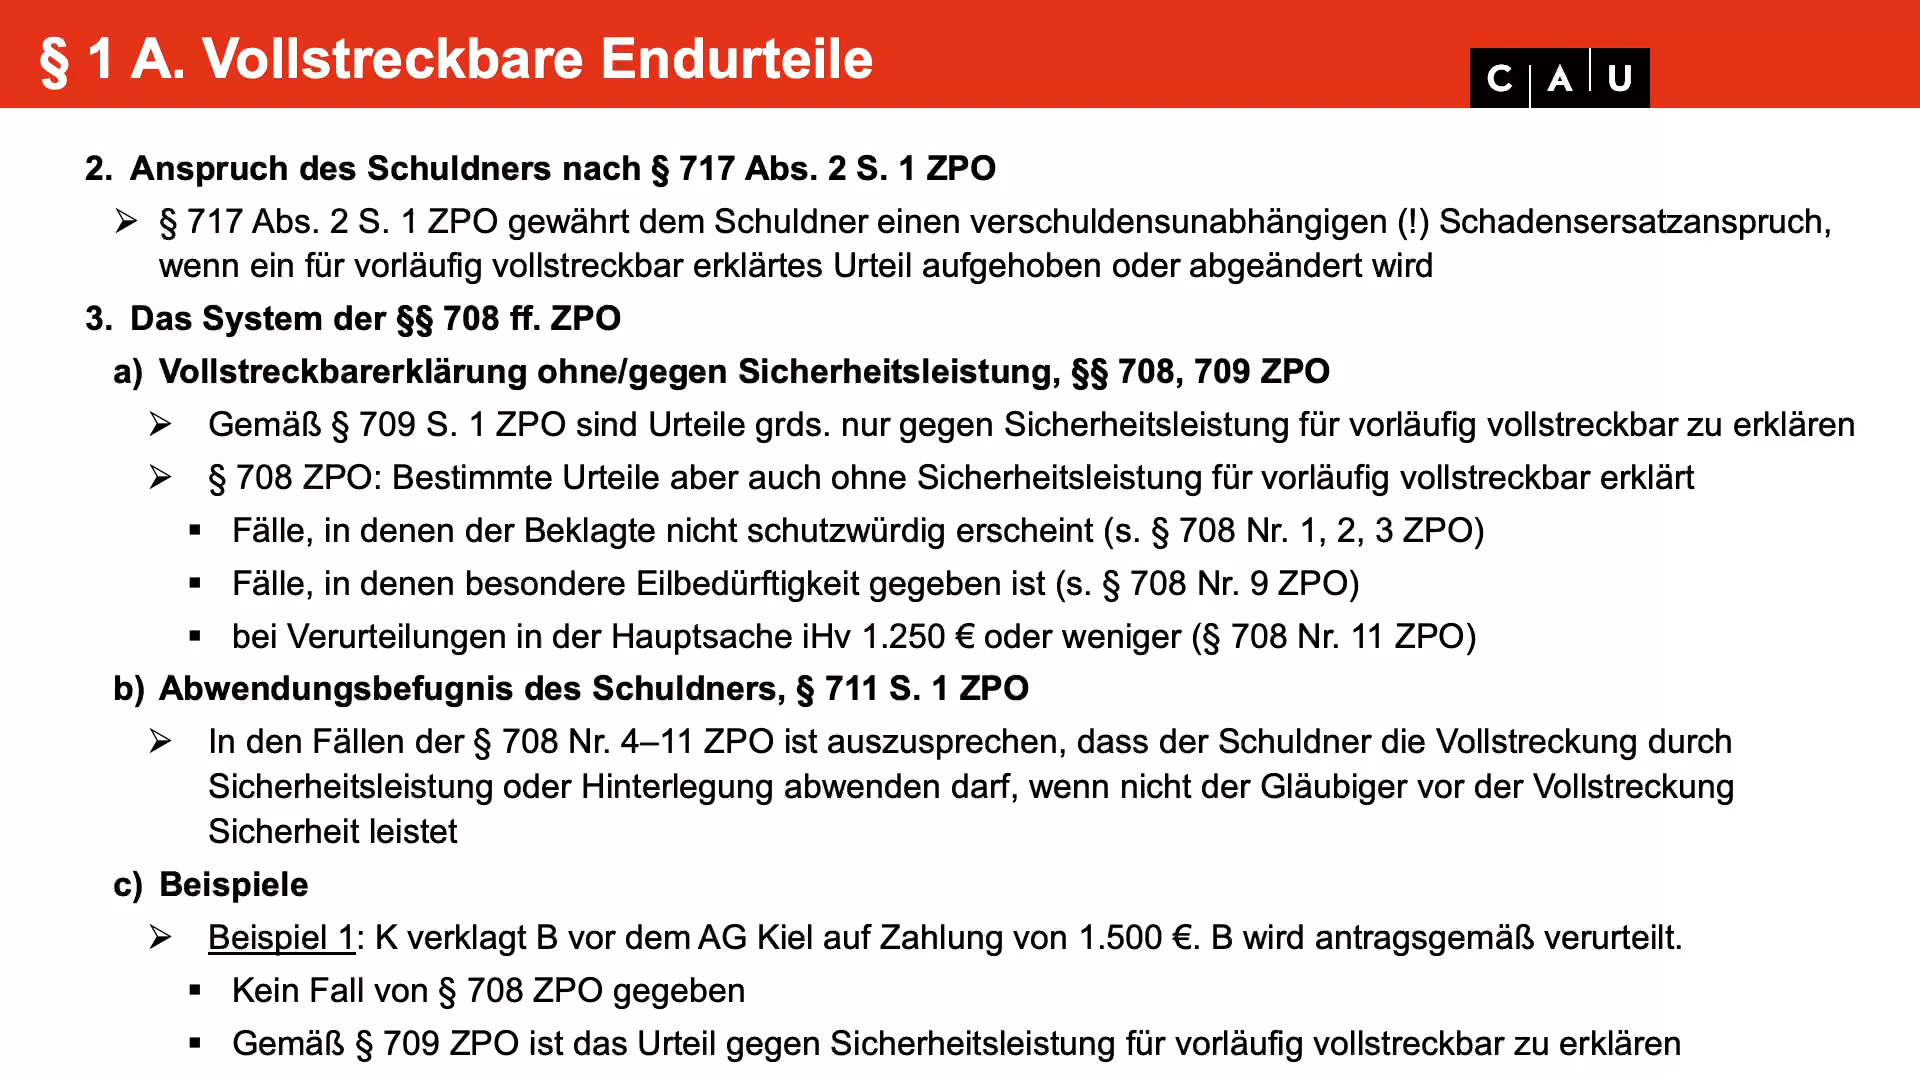 § 1 A. Vollstreckbare Endurteile
C A U
2. Anspruch des Schuldners nach § 717 Abs. 2 S. 1 ZPO
➢ § 717 Abs. 2 S. 1 ZPO gewährt dem Schuldner einen verschuldensunabhängigen (!) Schadensersatzanspruch,
wenn ein für vorläufig vollstreckbar erklärtes Urteil aufgehoben oder abgeändert wird
3. Das System der §§ 708 ff. ZPO
a) Vollstreckbarerklärung ohne/gegen Sicherheitsleistung, §§ 708, 709 ZPO
➢ Gemäß § 709 S. 1 ZPO sind Urteile grds. nur gegen Sicherheitsleistung für vorläufig vollstreckbar zu erklären
➢ § 708 ZPO: Bestimmte Urteile aber auch ohne Sicherheitsleistung für vorläufig vollstreckbar erklärt
▪ Fälle, in denen der Beklagte nicht schutzwürdig erscheint (s. § 708 Nr. 1, 2, 3 ZPO)
▪ Fälle, in denen besondere Eilbedürftigkeit gegeben ist (s. § 708 Nr. 9 ZPO)
▪ bei Verurteilungen in der Hauptsache iHv 1.250 € oder weniger (§ 708 Nr. 11 ZPO)
b) Abwendungsbefugnis des Schuldners, § 711 S. 1 ZPO
➢ In den Fällen der § 708 Nr. 4–11 ZPO ist auszusprechen, dass der Schuldner die Vollstreckung durch
Sicherheitsleistung oder Hinterlegung abwenden darf, wenn nicht der Gläubiger vor der Vollstreckung
Sicherheit leistet
c) Beispiele
➢ Beispiel 1: K verklagt B vor dem AG Kiel auf Zahlung von 1.500 €. B wird antragsgemäß verurteilt.
▪ Kein Fall von § 708 ZPO gegeben
▪ Gemäß § 709 ZPO ist das Urteil gegen Sicherheitsleistung für vorläufig vollstreckbar zu erklären